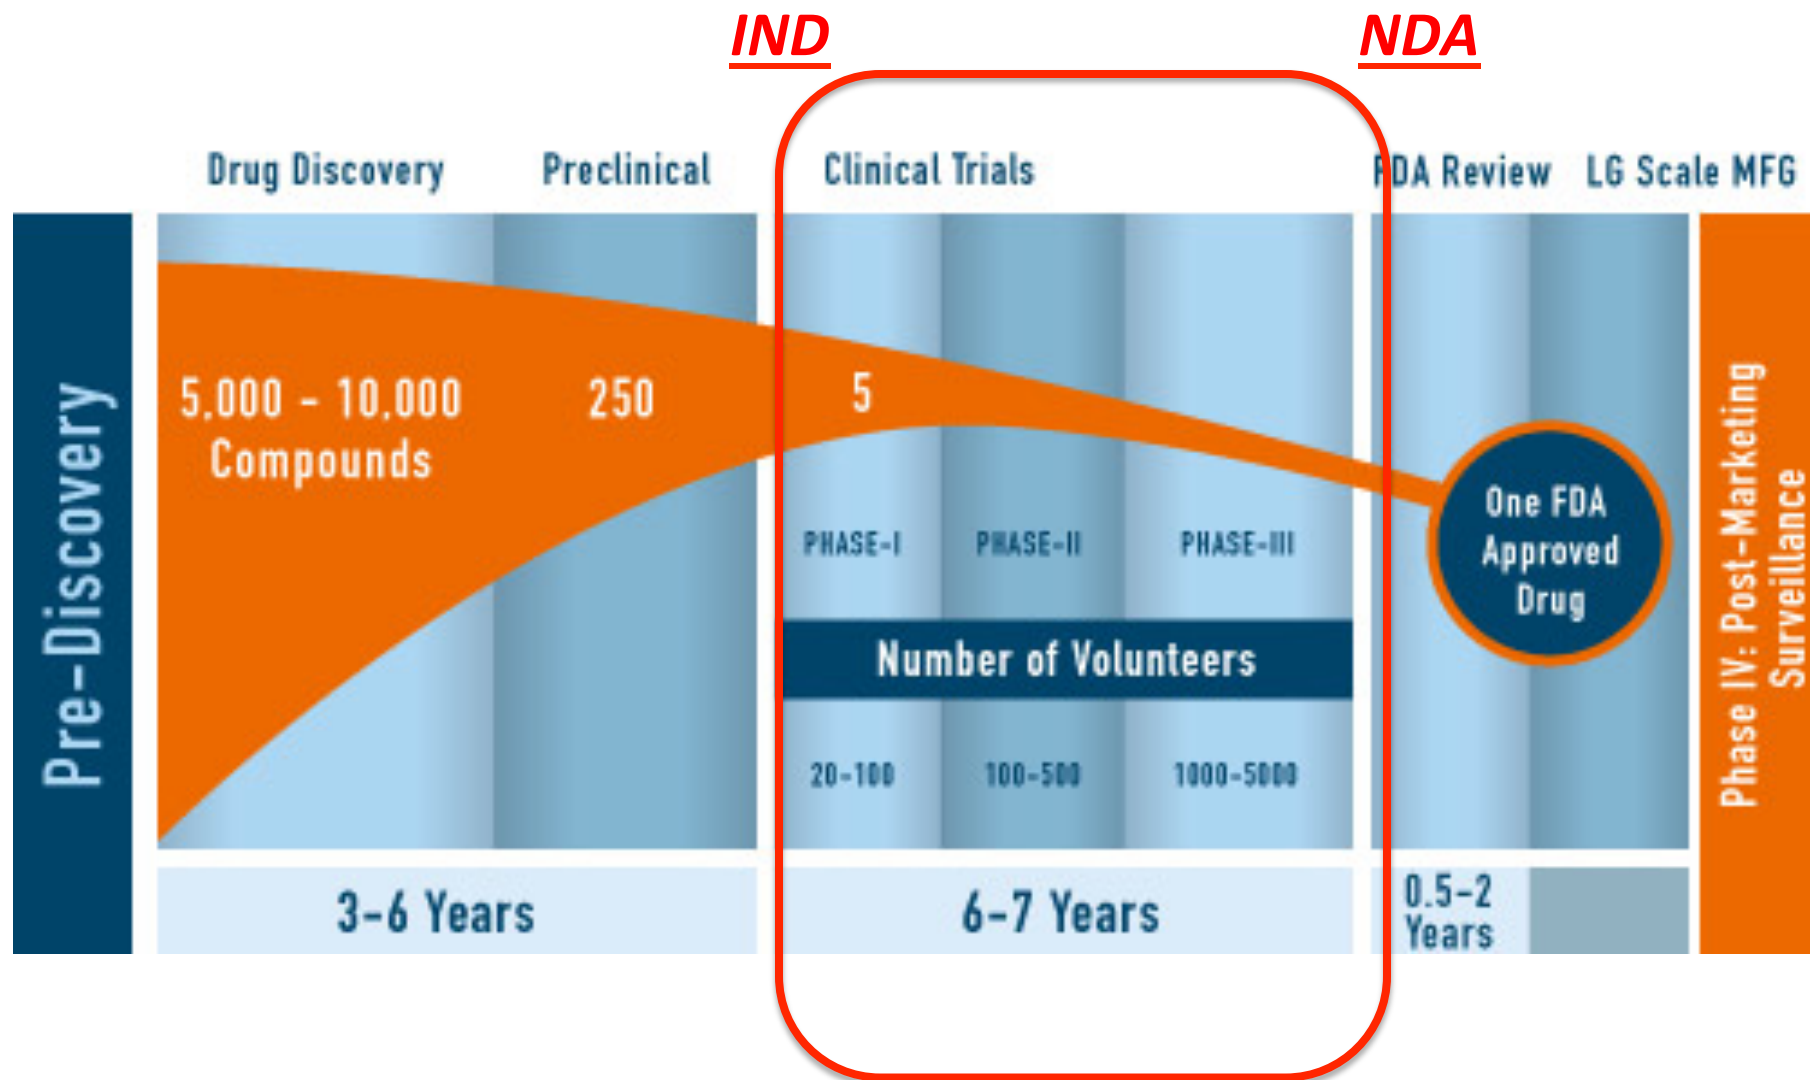 IND
NDA
Drug Discovery
Preclinical
Clinical Trials
FDA Review
LG Scale MFG
Pre-Discovery
5,000 - 10,000
Compounds
250
5
PHASE-I
PHASE-II
PHASE-III
Number of Volunteers
20-100
100-500
1000-5000
One FDA
Approved
Drug
Phase IV: Post-Marketing
Surveillance
3-6 Years
6-7 Years
0.5-2
Years